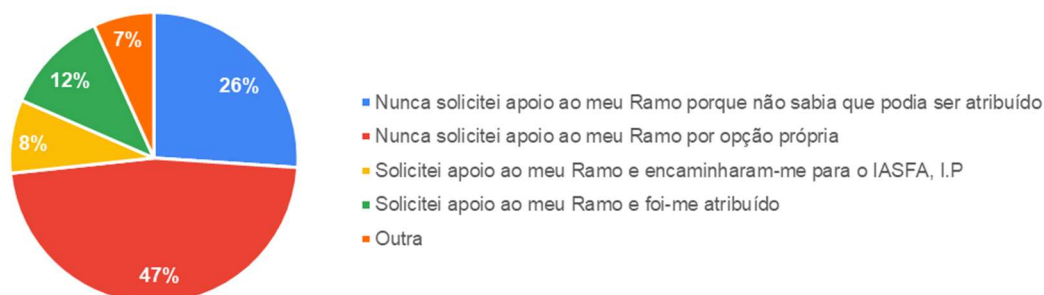 7%
12%
26%
8%
47%
Nunca solicitei apoio ao meu Ramo porque não sabia que podia ser atribuído
Nunca solicitei apoio ao meu Ramo por opção própria
Solicitei apoio ao meu Ramo e encaminharam-me para o IASFA, I.P
Solicitei apoio ao meu Ramo e foi-me atribuído
Outra